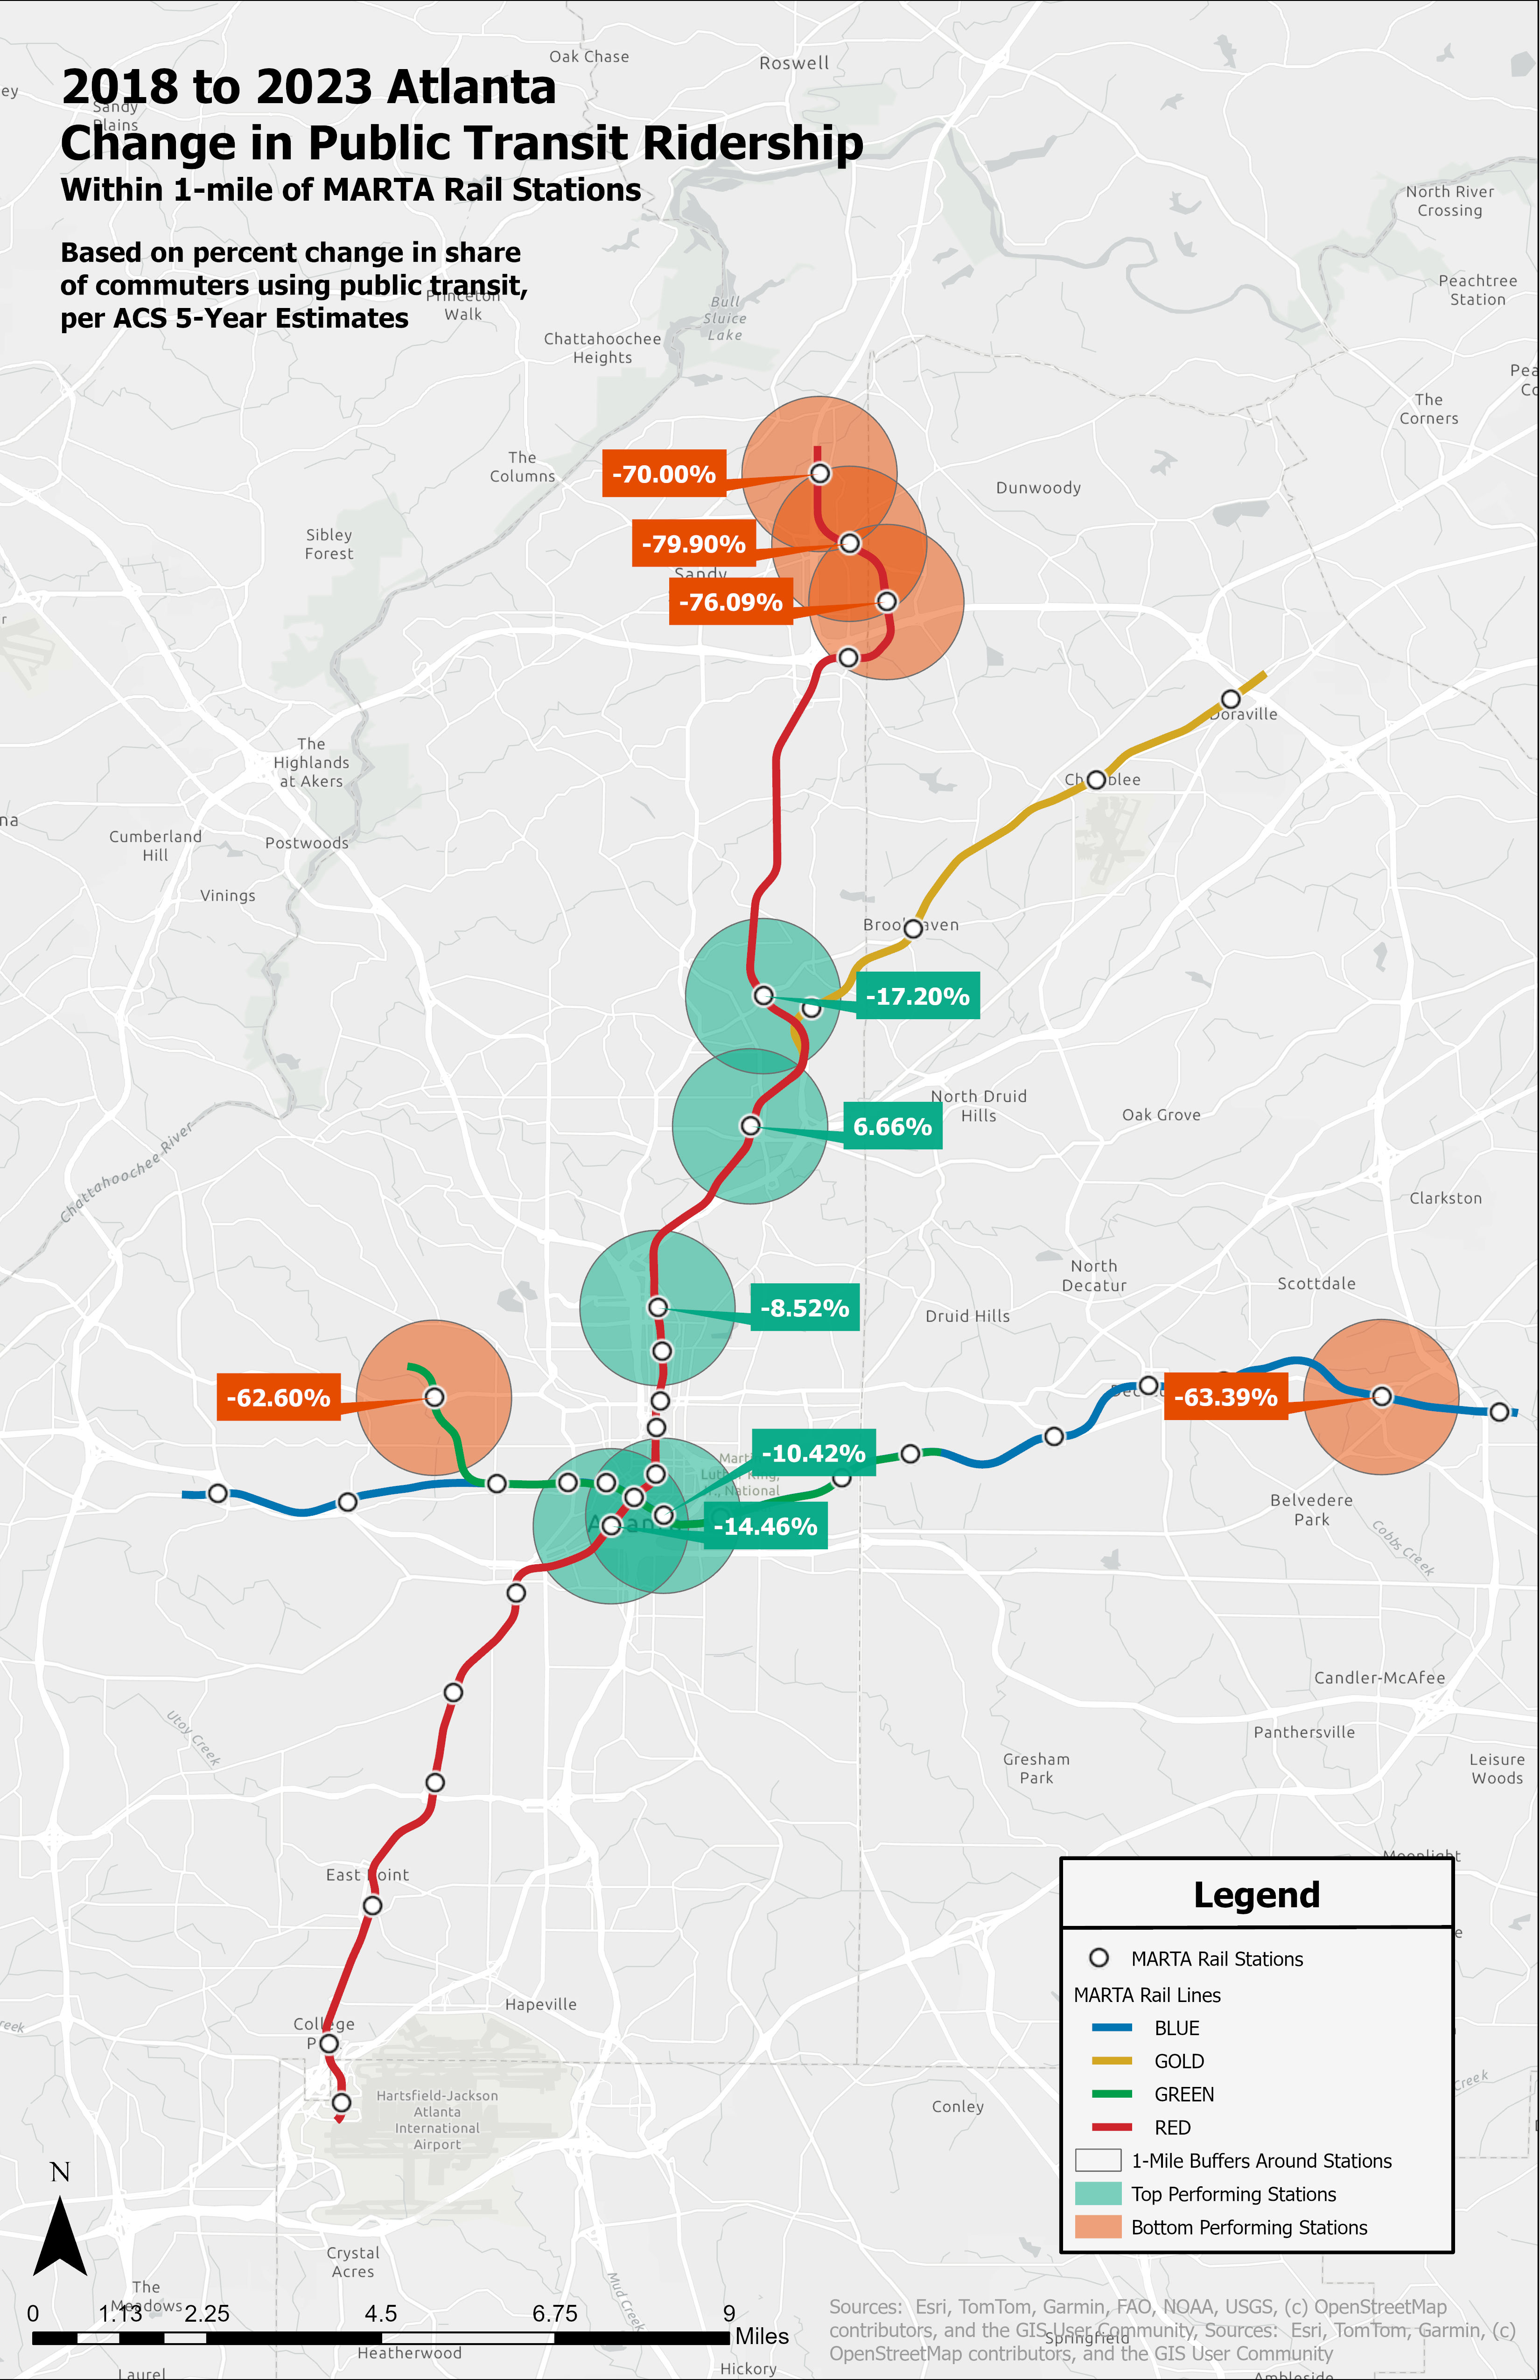 2018 to 2023 Atlanta
Change in Public Transit Ridership
Within 1-mile of MARTA Rail Stations
Based on percent change in share
of commuters using public transit,
per ACS 5-Year Estimates
Oak Chase
Roswell
ey
Sandy
Plains
North River
Crossing
Princeton
Walk
Bull
Sluice
Lake
Peachtree
Station
Chattahoochee
Heights
Pea
The
Corners
The
Columns
-70.00%
Dunwoody
Sibley
Forest
-79.90%
Sandy
-76.09%
Doraville
The
Highlands
at Akers
na
Cumberland
Hill
Postwoods
Vinings
-17.20%
6.66%
North Druid
Hills
Oak Grove
Chattahoochee River
Clarkston
North
Decatur
Scottdale
-8.52%
Druid Hills
-62.60%
-63.39%
-10.42%
-14.46%
Belvedere
Park
Cobbs Creek
Candler-McAfee
Utoy Creek
Panthersville
Gresham
Park
Leisure
Woods
East Point
Hapeville
College
Hartsfield-Jackson
Atlanta
International
Airport
Conley
Creek
Legend
MARTA Rail Stations
MARTA Rail Lines
BLUE
GOLD
GREEN
RED
1-Mile Buffers Around Stations
Top Performing Stations
Bottom Performing Stations
N
Crystal
Acres
The
Meadows
Mud Creek
0 1.13 2.25 4.5 6.75 9
Miles
Heatherwood
Laurel
Hickory
Springfield
Ambleside
Sources: Esri, TomTom, Garmin, FAO, NOAA, USGS, (c) OpenStreetMap
contributors, and the GIS User Community, Sources: Esri, TomTom, Garmin, (c)
OpenStreetMap contributors, and the GIS User Community